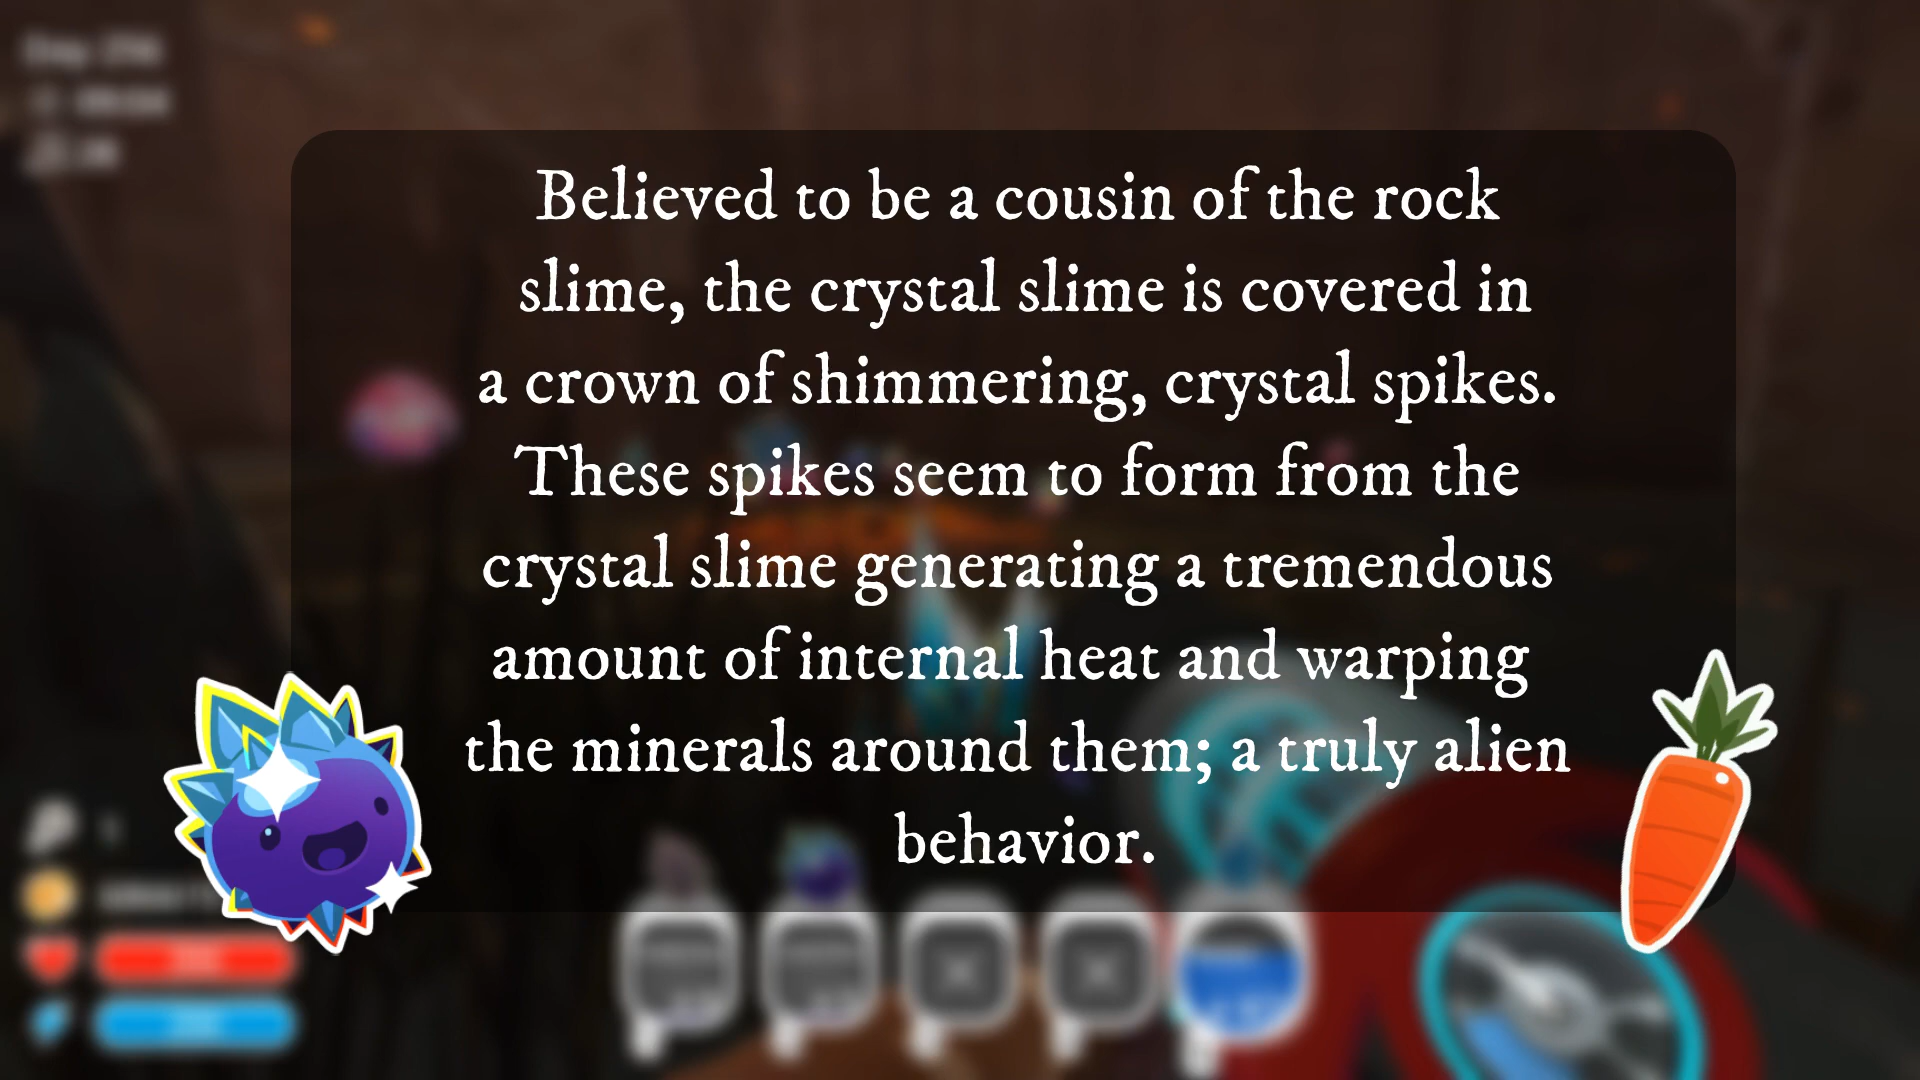 Believed to be a cousin of the rock
slime, the crystal slime is covered in
a crown of shimmering, crystal spikes.
These spikes seem to form from the
crystal slime generating a tremendous
amount of internal heat and warping
the minerals around them; a truly alien
behavior.